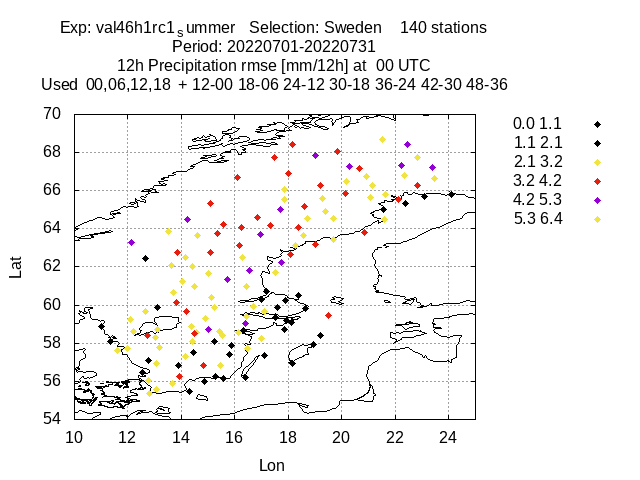 Exp: val46h1rc1s ummer   Selection: Sweden    140 stations
Period: 20220701-20220731
12h Precipitation rmse [mm/12h] at  00 UTC
Used  00,06,12,18  + 12-00 18-06 24-12 30-18 36-24 42-30 48-36
70
68
66
64
62
60
58
56
54
10 12 14 16 18 20 22 24
Lat
Lon
0.0 1.1
1.1 2.1
2.1 3.2
3.2 4.2
4.2 5.3
5.3 6.4